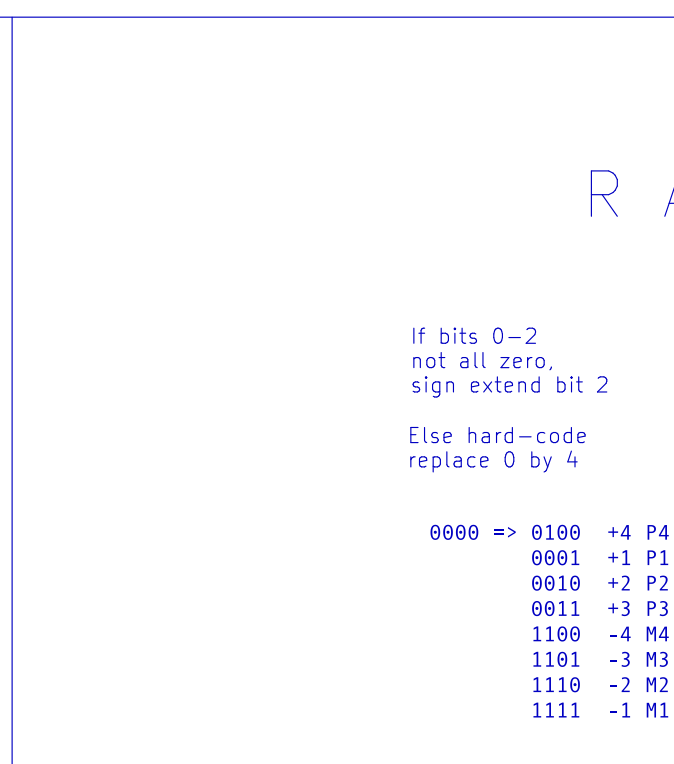 R
If bits 0-2
not all zero,
sign extend bit 2
Else hard-code
replace 0 by 4
0000 => 0100 +4 P4
0001 +1 P1
0010 +2 P2
0011 +3 P3
1100 -4 M4
1101 -3 M3
1110 -2 M2
1111 -1 M1